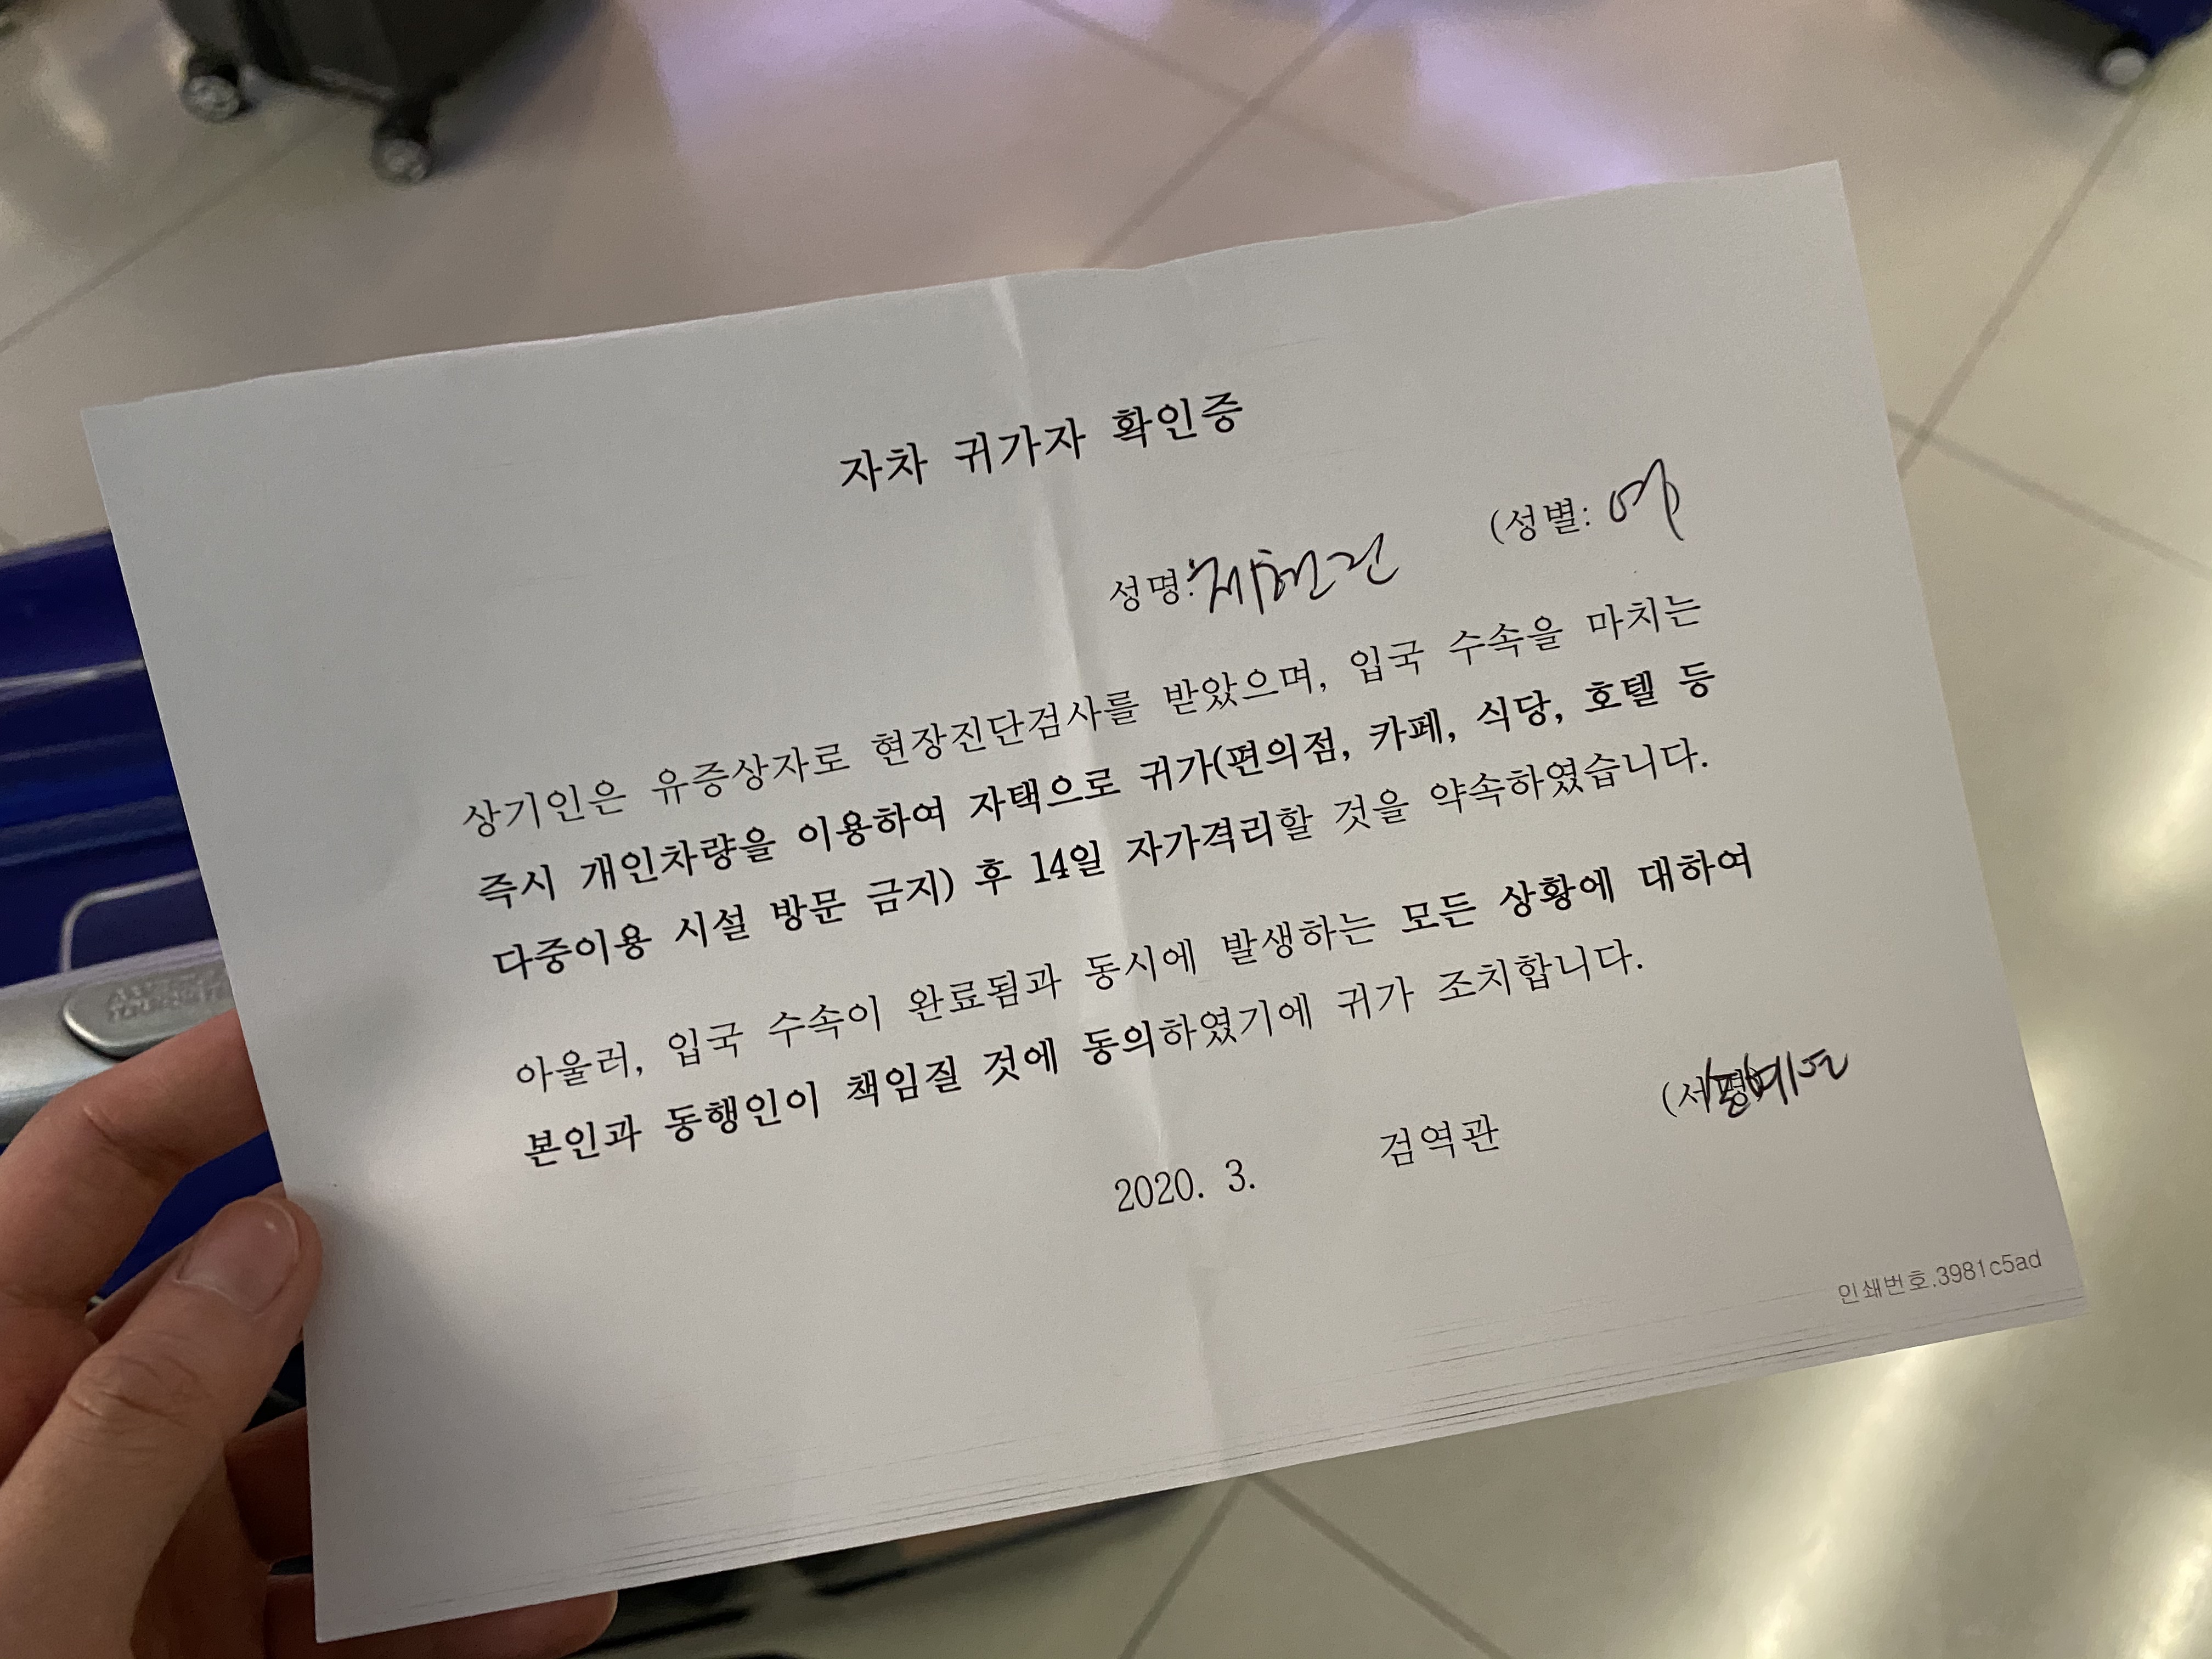 자차 귀가자 확인증
성명: (성별: 여
상기인은 유증상자로 현장진단검사를 받았으며, 입국 수속을 마치는
즉시 개인차량을 이용하여 자택으로 귀가(편의점, 카페, 식당, 호텔 등
다중이용 시설 방문 금지) 후 14일 자가격리할 것을 약속하였습니다.
아울러, 입국 수속이 완료됨과 동시에 발생하는 모든 상황에 대하여
본인과 동행인이 책임질 것에 동의하였기에 귀가 조치합니다.
2020. 3. 검역관 (서명)
인쇄번호.3981c5ad